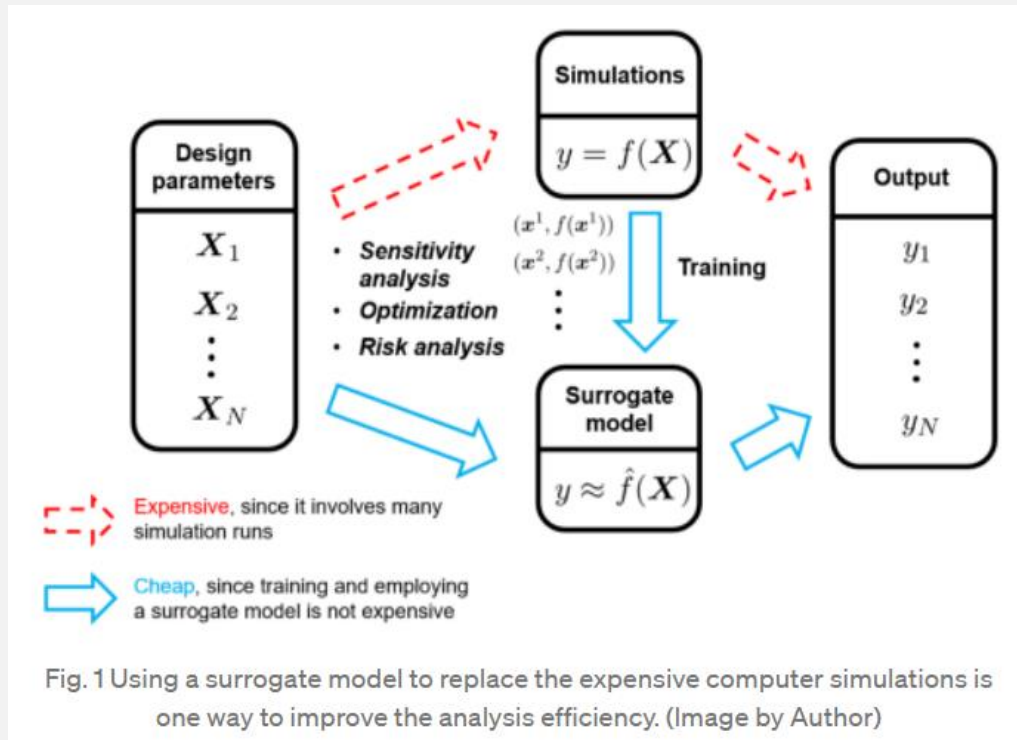 Design
parameters
X₁
X₂
⋮
X_N
• Sensitivity
analysis
• Optimization
• Risk analysis
Simulations
y = f(X)
(x¹, f(x¹))
(x², f(x²))
⋮
Training
Surrogate
model
y ≈ f̂(X)
Output
y₁
y₂
⋮
y_N
Expensive, since it involves many
simulation runs
Cheap, since training and employing
a surrogate model is not expensive
Fig. 1 Using a surrogate model to replace the expensive computer simulations is
one way to improve the analysis efficiency. (Image by Author)